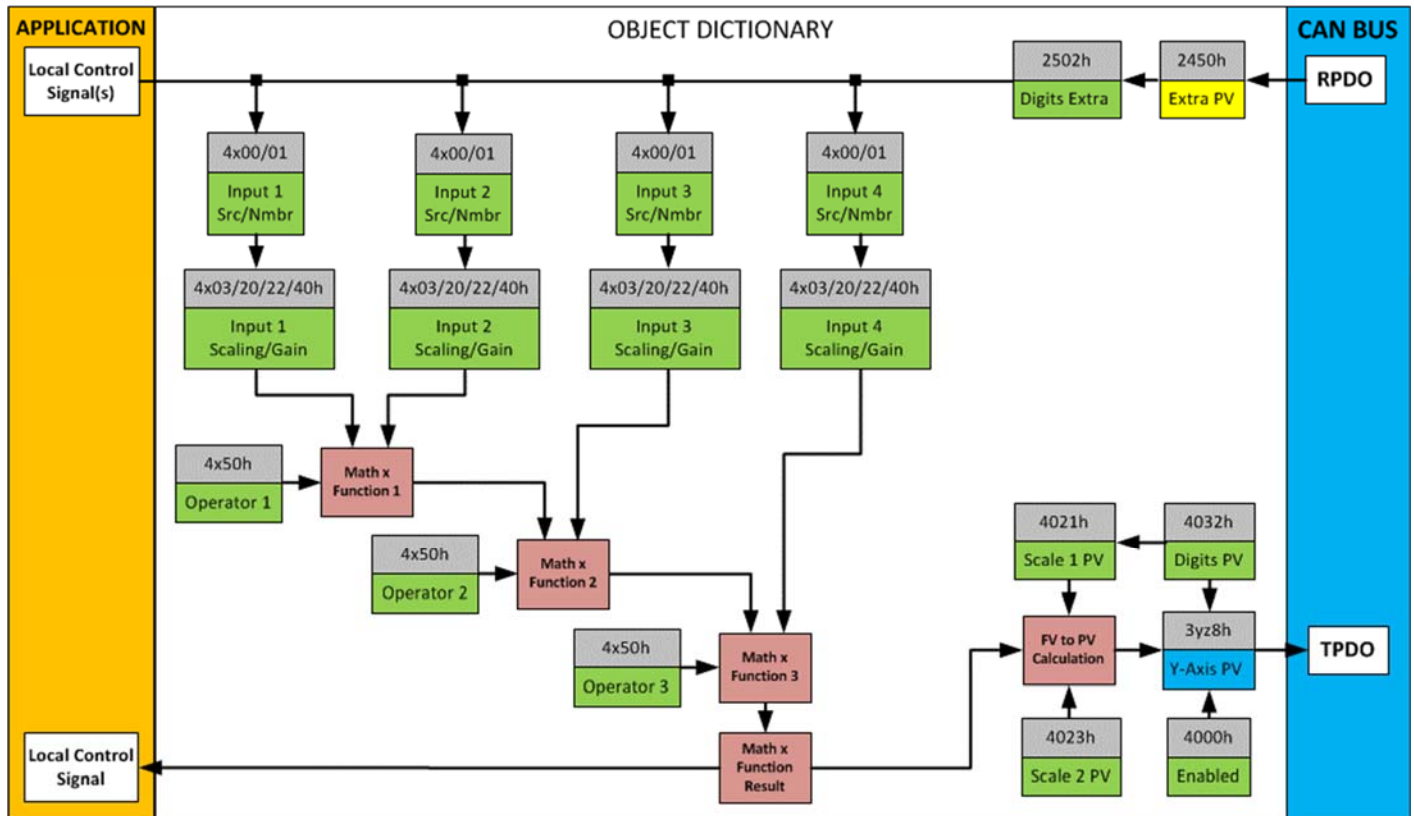 APPLICATION
OBJECT DICTIONARY
CAN BUS
Local Control
Signal(s)
2502h
Digits Extra
2450h
Extra PV
RPDO
4x00/01
Input 1
Src/Nmbr
4x00/01
Input 2
Src/Nmbr
4x00/01
Input 3
Src/Nmbr
4x00/01
Input 4
Src/Nmbr
4x03/20/22/40h
Input 1
Scaling/Gain
4x03/20/22/40h
Input 2
Scaling/Gain
4x03/20/22/40h
Input 3
Scaling/Gain
4x03/20/22/40h
Input 4
Scaling/Gain
4x50h
Operator 1
Math x
Function 1
4x50h
Operator 2
Math x
Function 2
4x50h
Operator 3
Math x
Function 3
4021h
Scale 1 PV
4032h
Digits PV
FV to PV
Calculation
3yz8h
Y-Axis PV
TPDO
4023h
Scale 2 PV
4000h
Enabled
Local Control
Signal
Math x
Function
Result